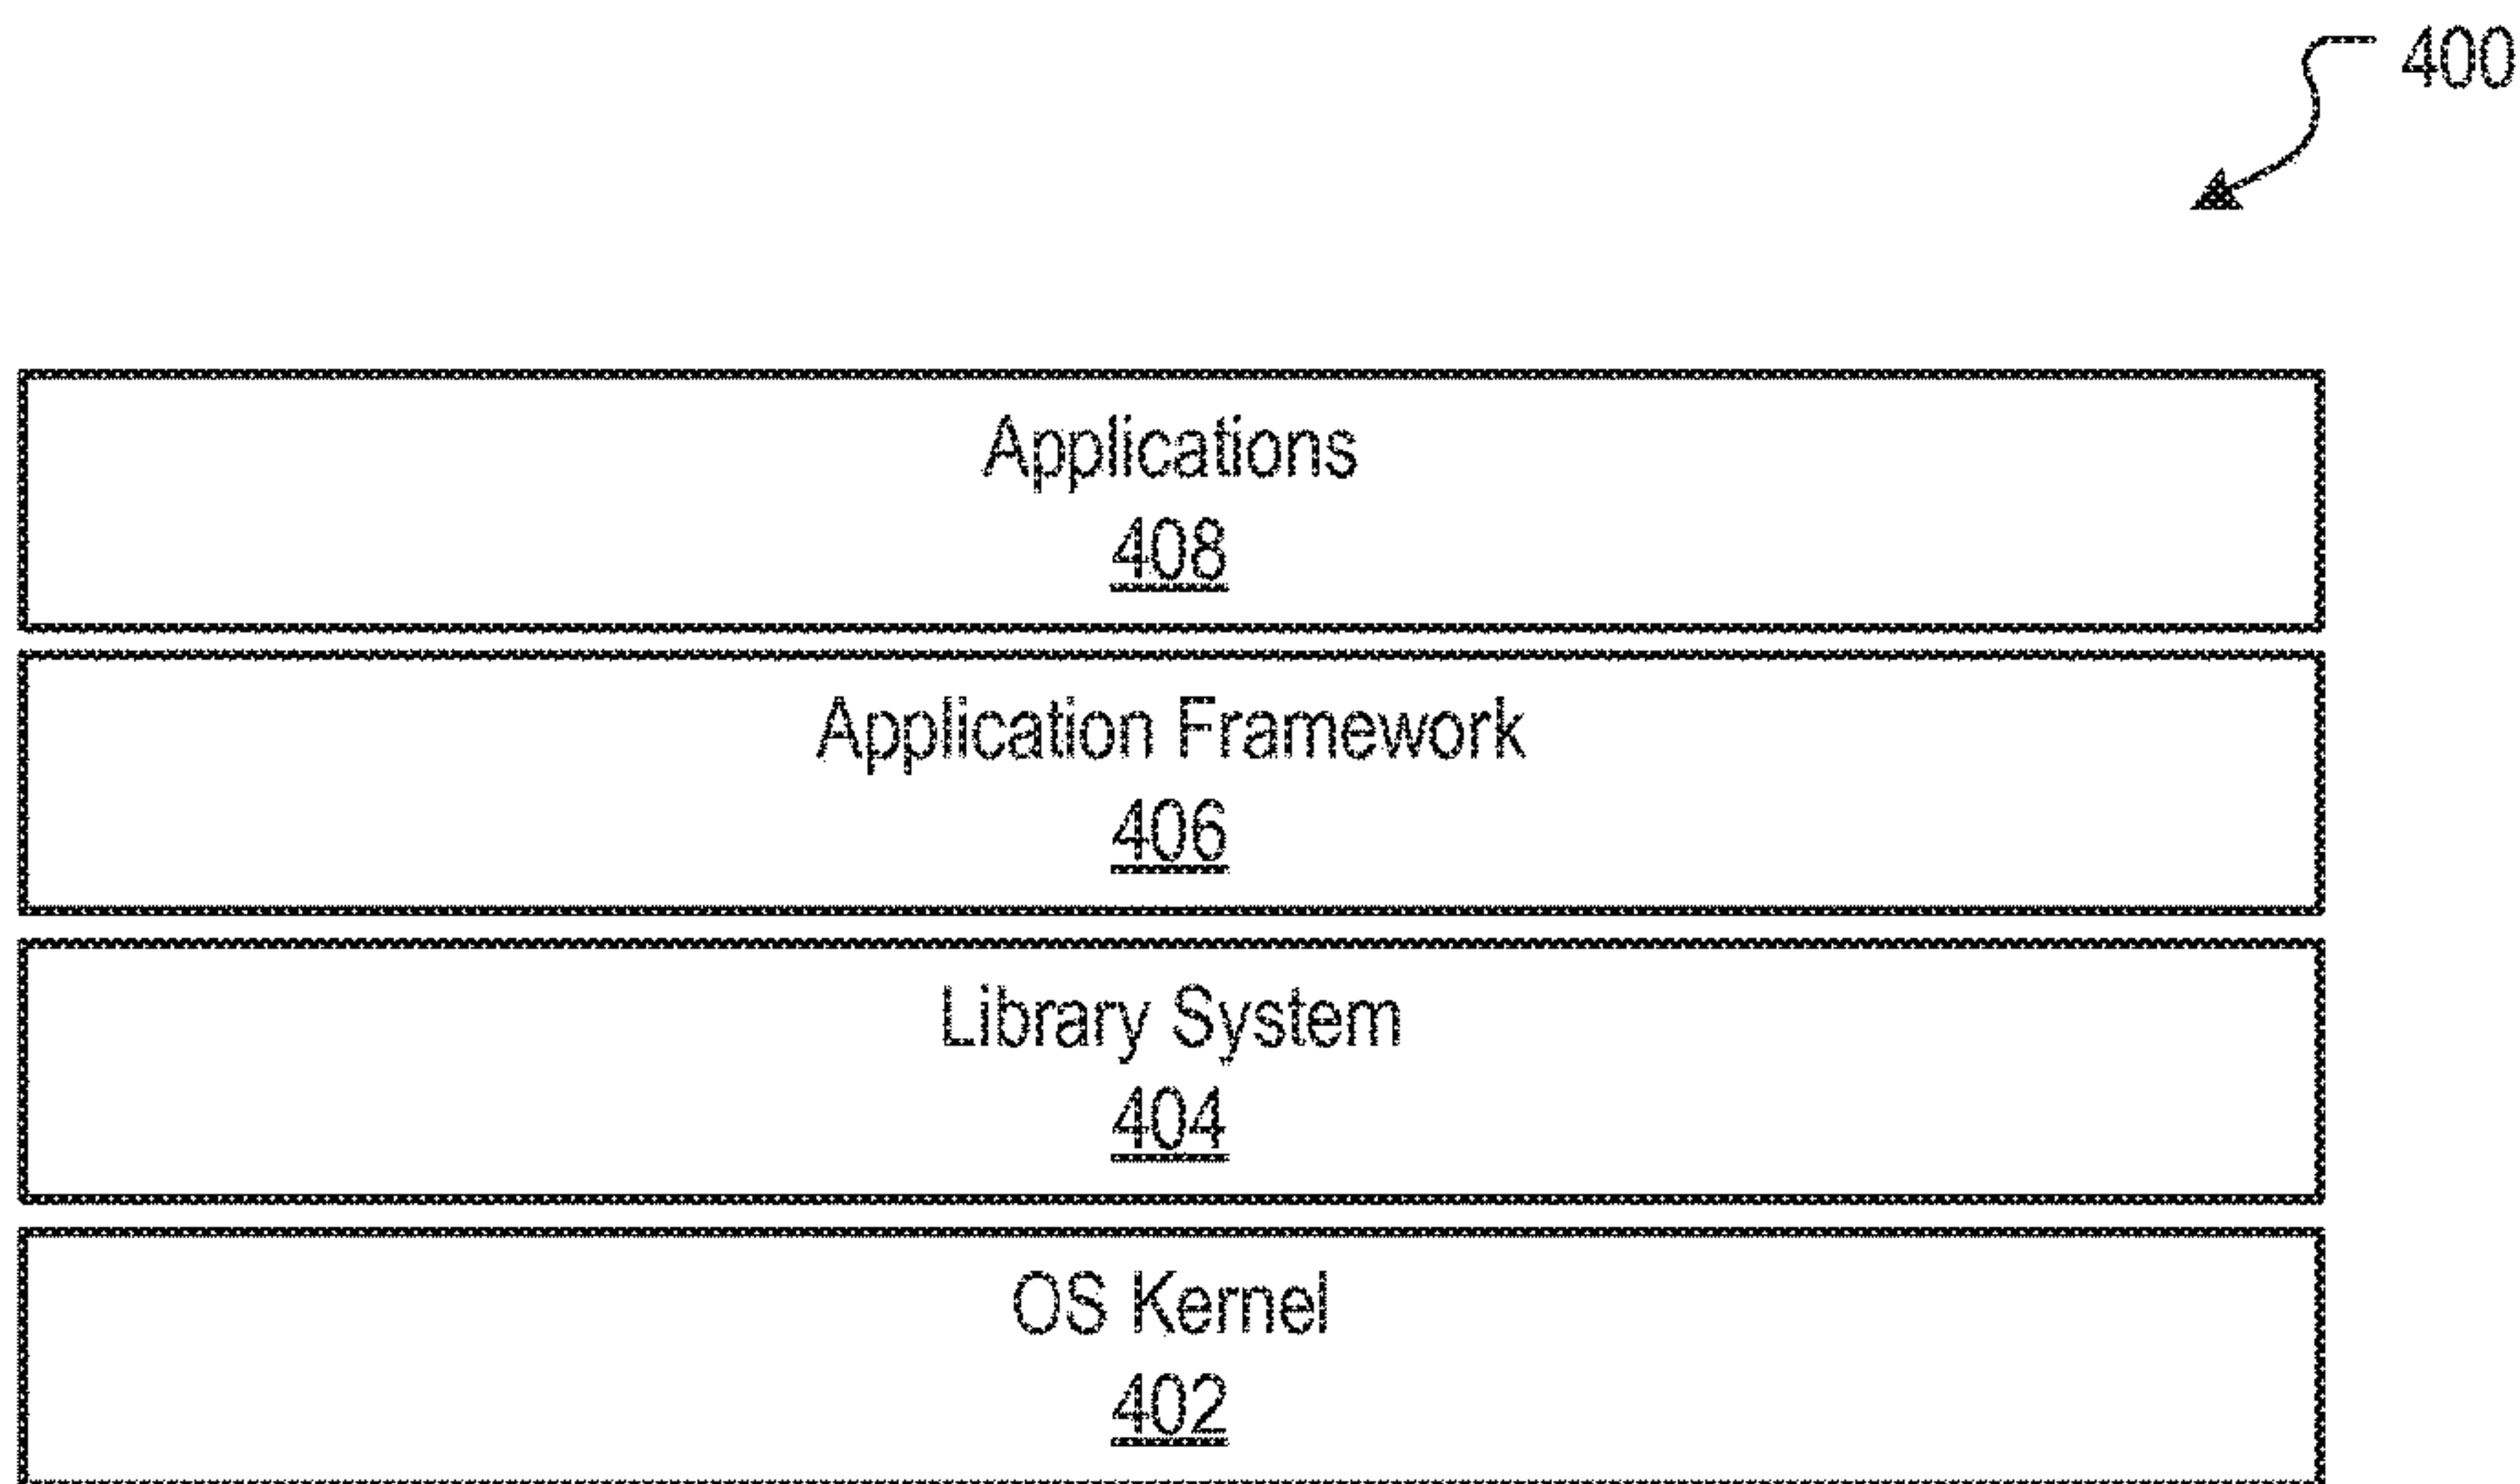 400
Applications
408
Application Framework
406
Library System
404
OS Kernel
402